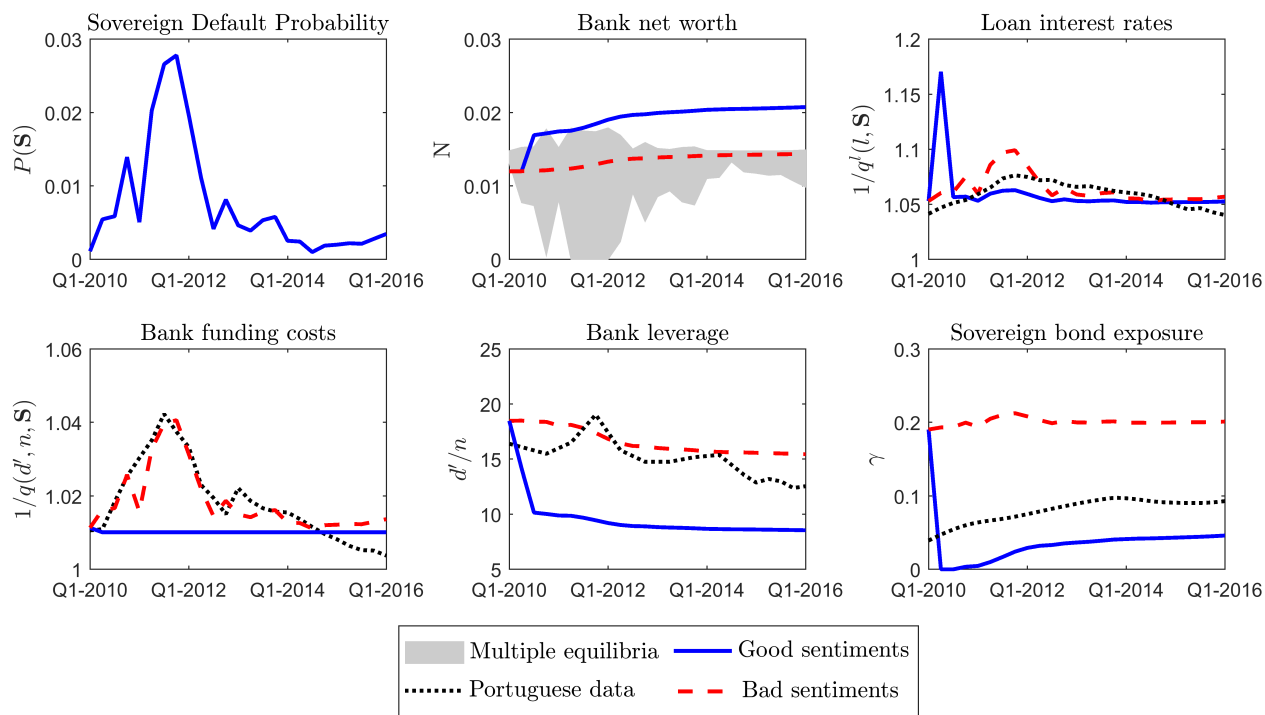 Sovereign Default Probability
0.03
0.02
0.01
0
P(S)
Q1-2010 Q1-2012 Q1-2014 Q1-2016
Bank net worth
0.03
0.02
0.01
0
N
Q1-2010 Q1-2012 Q1-2014 Q1-2016
Loan interest rates
1.2
1.15
1.1
1.05
1
1/q^l(l, S)
Q1-2010 Q1-2012 Q1-2014 Q1-2016
Bank funding costs
1.06
1.04
1.02
1
1/q(d′, n, S)
Q1-2010 Q1-2012 Q1-2014 Q1-2016
Bank leverage
25
20
15
10
5
d′/n
Q1-2010 Q1-2012 Q1-2014 Q1-2016
Sovereign bond exposure
0.3
0.2
0.1
0
γ
Q1-2010 Q1-2012 Q1-2014 Q1-2016
Multiple equilibria Good sentiments
Portuguese data Bad sentiments